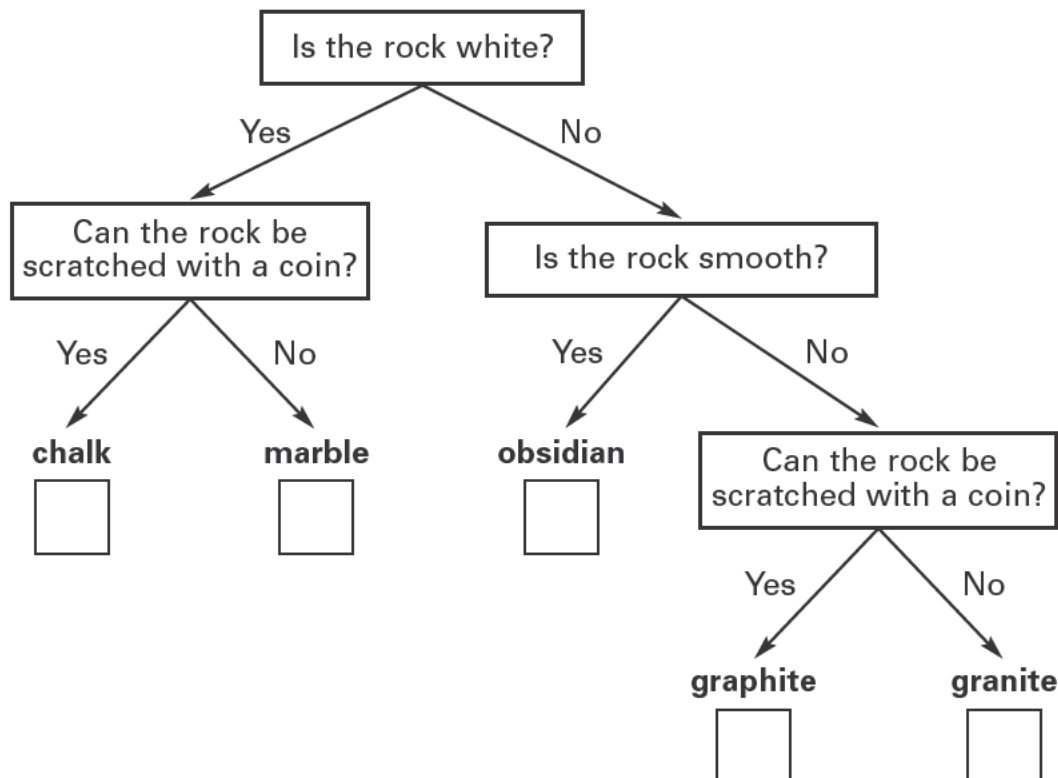 Is the rock white?
Yes
No
Can the rock be
scratched with a coin?
Is the rock smooth?
Yes
No
Yes
No
chalk
marble
obsidian
Can the rock be
scratched with a coin?
Yes
No
graphite
granite